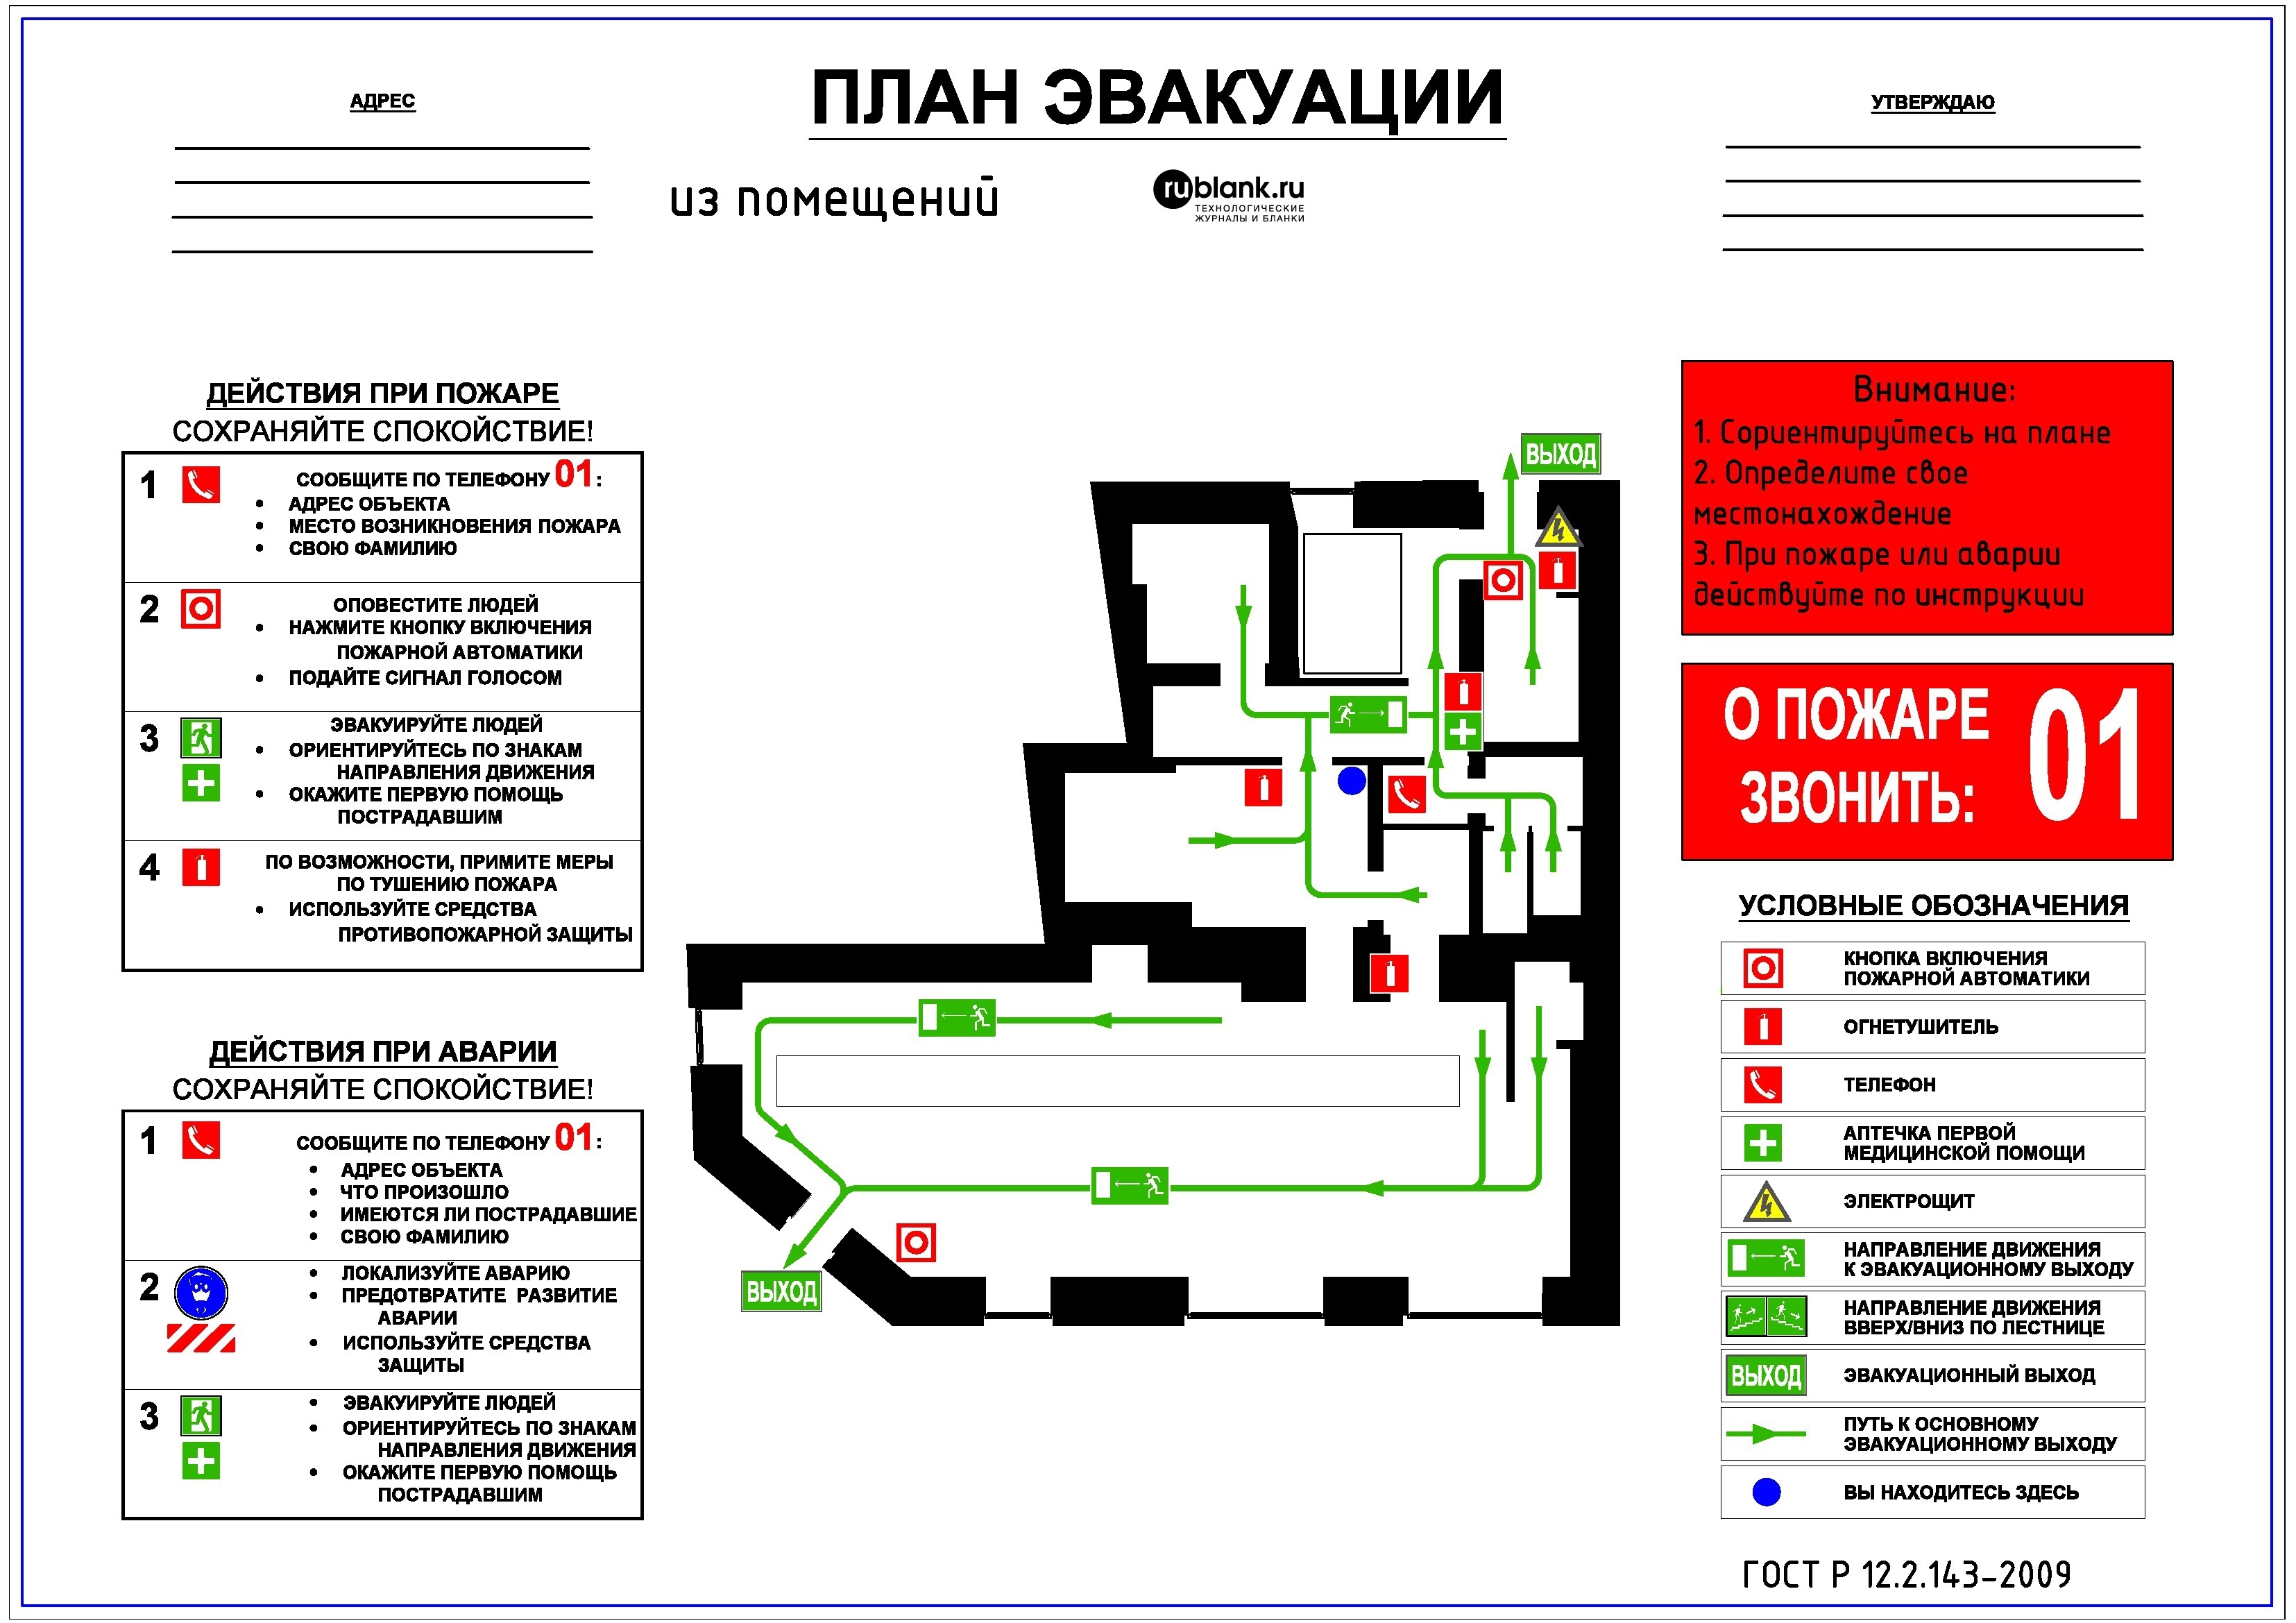 ПЛАН ЭВАКУАЦИИ
АДРЕС
УТВЕРЖДАЮ
из помещений
rublank.ru
ТЕХНОЛОГИЧЕСКИЕ
ЖУРНАЛЫ И БЛАНКИ
ДЕЙСТВИЯ ПРИ ПОЖАРЕ
СОХРАНЯЙТЕ СПОКОЙСТВИЕ!
1 СООБЩИТЕ ПО ТЕЛЕФОНУ 01:
• АДРЕС ОБЪЕКТА
• МЕСТО ВОЗНИКНОВЕНИЯ ПОЖАРА
• СВОЮ ФАМИЛИЮ
2 ОПОВЕСТИТЕ ЛЮДЕЙ
• НАЖМИТЕ КНОПКУ ВКЛЮЧЕНИЯ
ПОЖАРНОЙ АВТОМАТИКИ
• ПОДАЙТЕ СИГНАЛ ГОЛОСОМ
3 ЭВАКУИРУЙТЕ ЛЮДЕЙ
• ОРИЕНТИРУЙТЕСЬ ПО ЗНАКАМ
НАПРАВЛЕНИЯ ДВИЖЕНИЯ
• ОКАЖИТЕ ПЕРВУЮ ПОМОЩЬ
ПОСТРАДАВШИМ
4 ПО ВОЗМОЖНОСТИ, ПРИМИТЕ МЕРЫ
ПО ТУШЕНИЮ ПОЖАРА
• ИСПОЛЬЗУЙТЕ СРЕДСТВА
ПРОТИВОПОЖАРНОЙ ЗАЩИТЫ
ДЕЙСТВИЯ ПРИ АВАРИИ
СОХРАНЯЙТЕ СПОКОЙСТВИЕ!
1 СООБЩИТЕ ПО ТЕЛЕФОНУ 01:
• АДРЕС ОБЪЕКТА
• ЧТО ПРОИЗОШЛО
• ИМЕЮТСЯ ЛИ ПОСТРАДАВШИЕ
• СВОЮ ФАМИЛИЮ
2 • ЛОКАЛИЗУЙТЕ АВАРИЮ
• ПРЕДОТВРАТИТЕ РАЗВИТИЕ
АВАРИИ
• ИСПОЛЬЗУЙТЕ СРЕДСТВА
ЗАЩИТЫ
3 • ЭВАКУИРУЙТЕ ЛЮДЕЙ
• ОРИЕНТИРУЙТЕСЬ ПО ЗНАКАМ
НАПРАВЛЕНИЯ ДВИЖЕНИЯ
• ОКАЖИТЕ ПЕРВУЮ ПОМОЩЬ
ПОСТРАДАВШИМ
ВЫХОД
ВЫХОД
Внимание:
1. Сориентируйтесь на плане
2. Определите свое
местонахождение
3. При пожаре или аварии
действуйте по инструкции
О ПОЖАРЕ
ЗВОНИТЬ: 01
УСЛОВНЫЕ ОБОЗНАЧЕНИЯ
КНОПКА ВКЛЮЧЕНИЯ
ПОЖАРНОЙ АВТОМАТИКИ
ОГНЕТУШИТЕЛЬ
ТЕЛЕФОН
АПТЕЧКА ПЕРВОЙ
МЕДИЦИНСКОЙ ПОМОЩИ
ЭЛЕКТРОЩИТ
НАПРАВЛЕНИЕ ДВИЖЕНИЯ
К ЭВАКУАЦИОННОМУ ВЫХОДУ
НАПРАВЛЕНИЕ ДВИЖЕНИЯ
ВВЕРХ/ВНИЗ ПО ЛЕСТНИЦЕ
ВЫХОД ЭВАКУАЦИОННЫЙ ВЫХОД
ПУТЬ К ОСНОВНОМУ
ЭВАКУАЦИОННОМУ ВЫХОДУ
ВЫ НАХОДИТЕСЬ ЗДЕСЬ
ГОСТ Р 12.2.143-2009